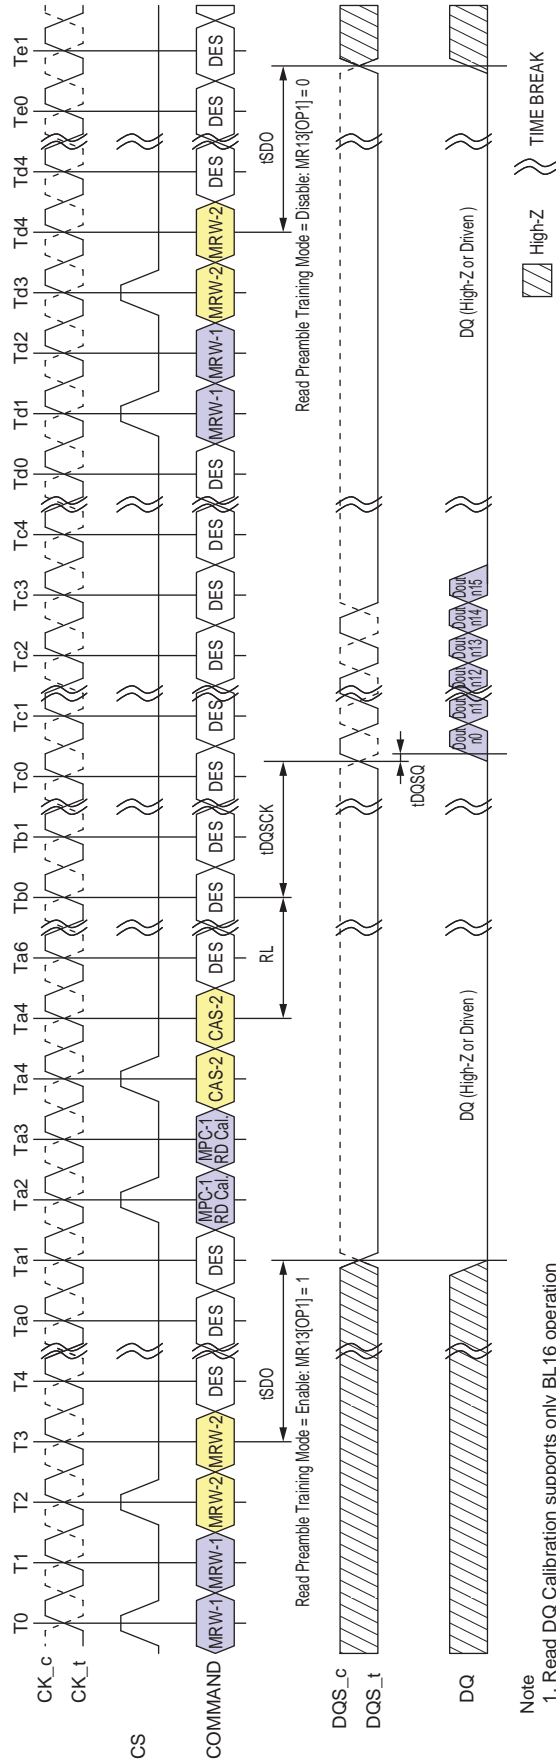 T0 T1 T2 T3 T4 Ta0 Ta1 Ta2 Ta3 Ta4 Ta4 Ta6 Tb0 Tb1 Tc0 Tc1 Tc2 Tc3 Tc4 Td0 Td1 Td2 Td3 Td4 Td4 Te0 Te1
CK_c
CK_t
CS
COMMAND
MRW-1 MRW-1 MRW-2 MRW-2 DES DES DES MPC-1 RD Cal. MPC-1 RD Cal. CAS-2 CAS-2 DES DES DES DES DES DES DES DES DES MRW-1 MRW-1 MRW-2 MRW-2 DES DES DES
tSDO RL tDQSCK tSDO
Read Preamble Training Mode = Enable: MR13[OP1] = 1
Read Preamble Training Mode = Disable: MR13[OP1] = 0
DQS_c
DQS_t
tDQSQ
DQ
DQ (High-Z or Driven )
Dout n0 Dout n1 Dout n12 Dout n13 Dout n14 Dout n15
DQ (High-Z or Driven )
High-Z
TIME BREAK
Note
1. Read DQ Calibration supports only BL16 operation